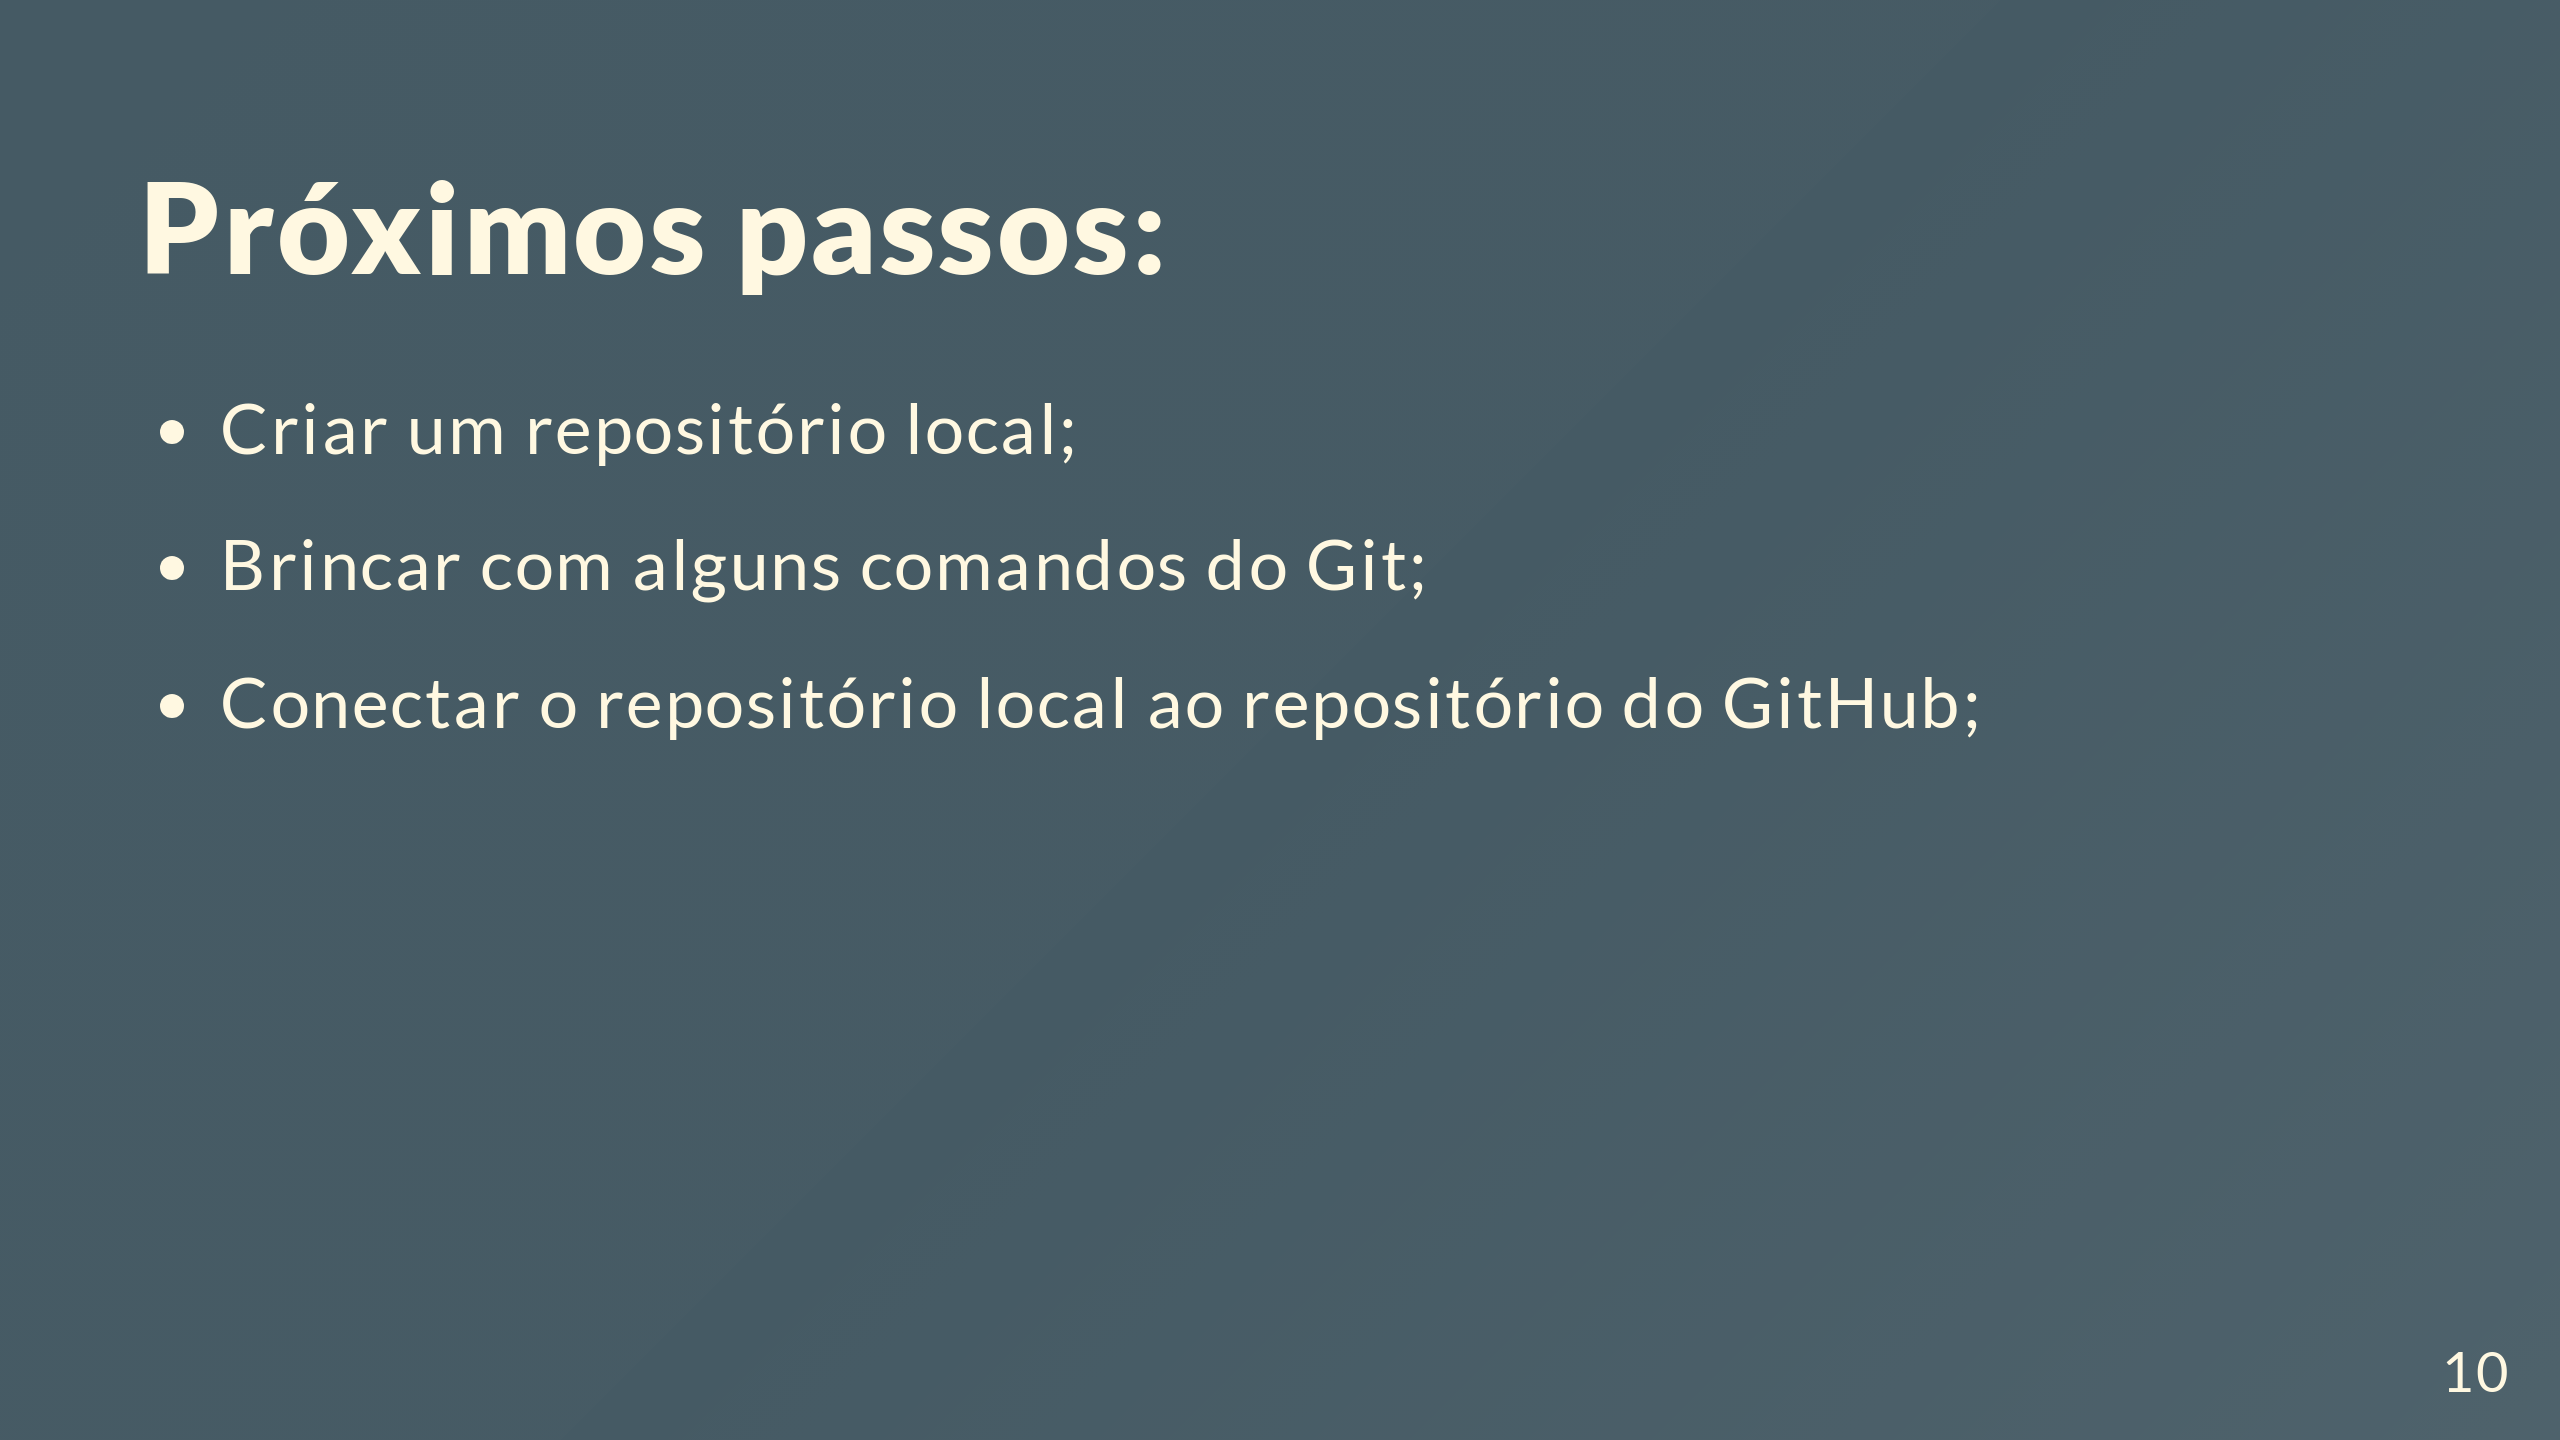 Próximos passos:
• Criar um repositório local;
• Brincar com alguns comandos do Git;
• Conectar o repositório local ao repositório do GitHub;
10